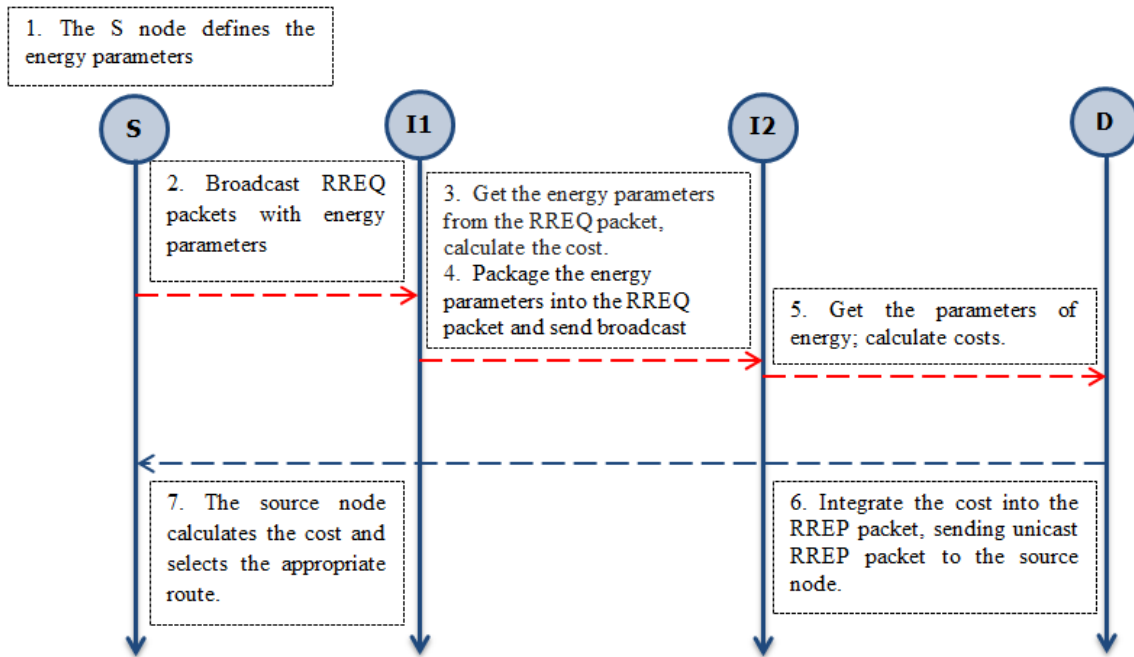 1. The S node defines the
energy parameters
S
I1
I2
D
2. Broadcast RREQ
packets with energy
parameters
3. Get the energy parameters
from the RREQ packet,
calculate the cost.
4. Package the energy
parameters into the RREQ
packet and send broadcast
5. Get the parameters of
energy; calculate costs.
7. The source node
calculates the cost and
selects the appropriate
route.
6. Integrate the cost into the
RREP packet, sending unicast
RREP packet to the source
node.